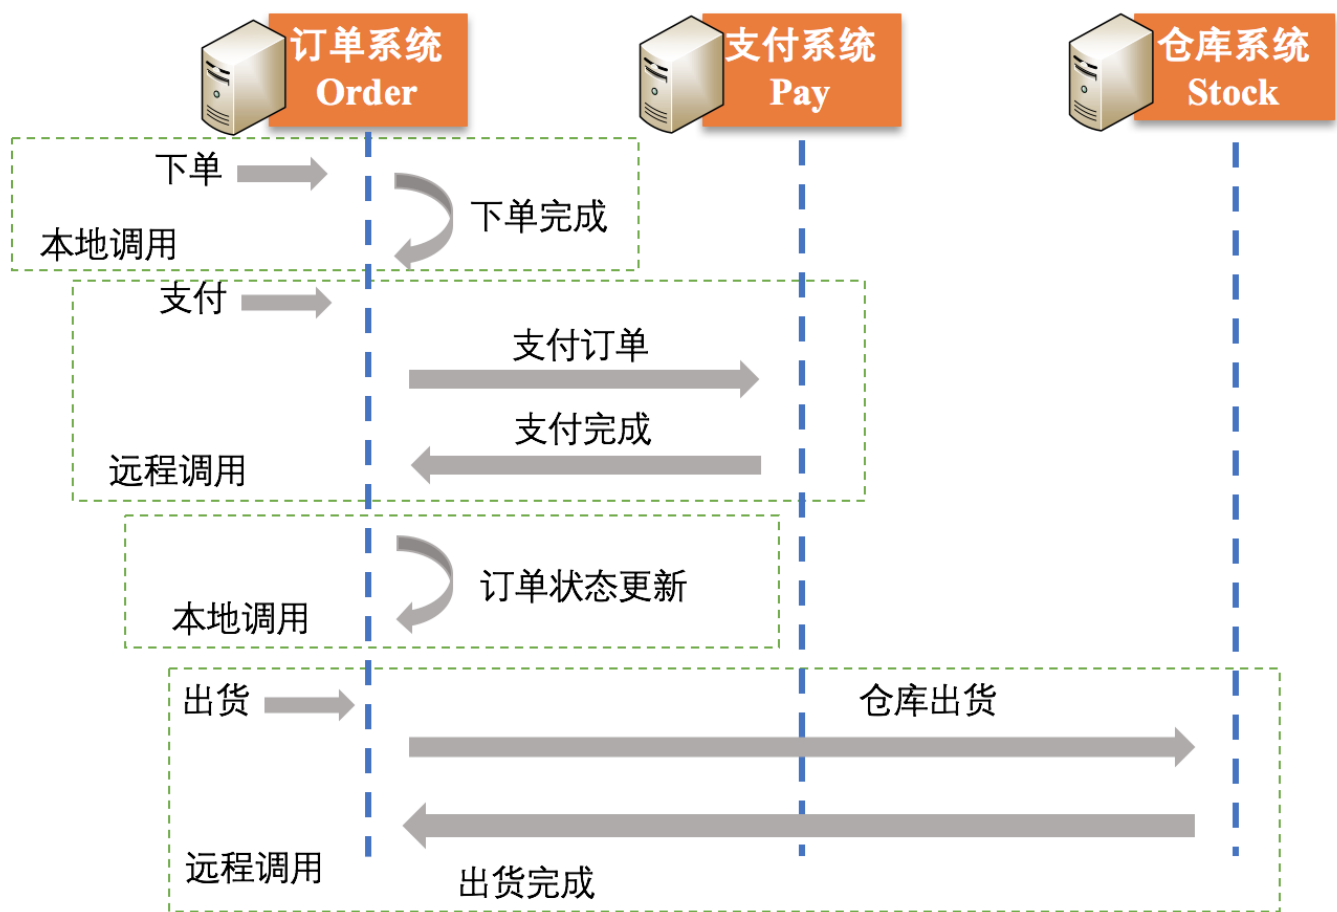 订单系统
Order
支付系统
Pay
仓库系统
Stock
下单
下单完成
本地调用
支付
支付订单
支付完成
远程调用
订单状态更新
本地调用
出货
仓库出货
远程调用
出货完成